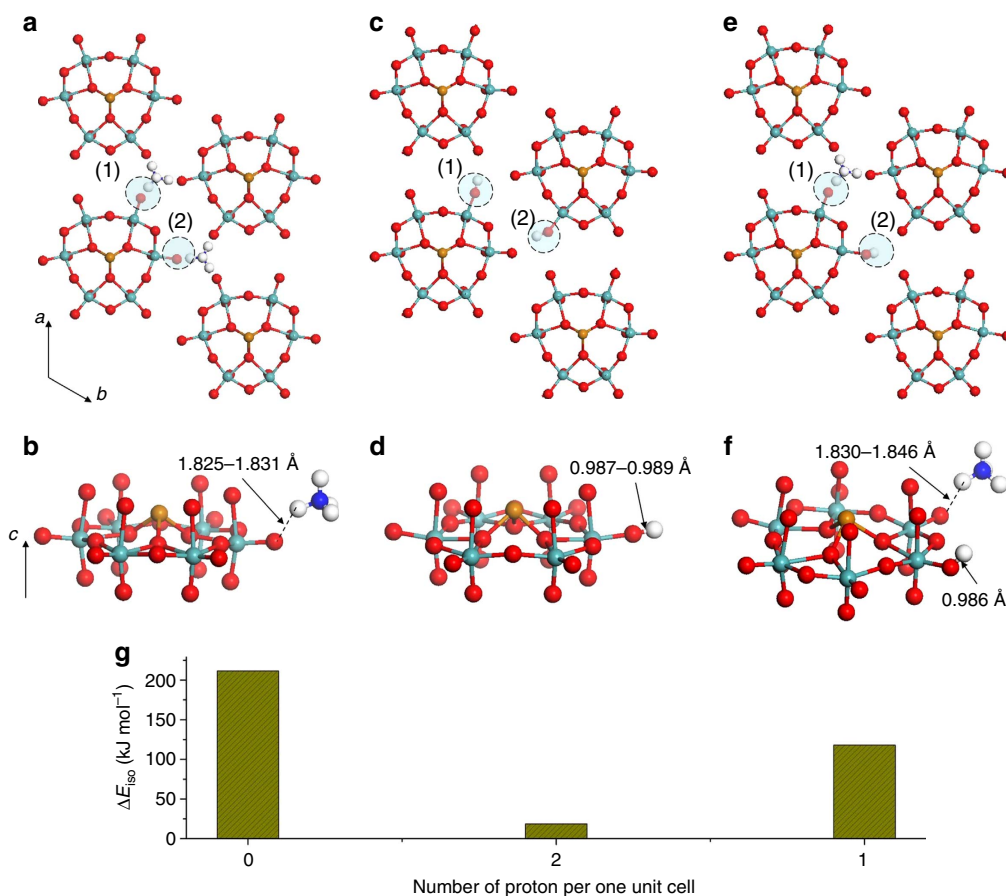 a
c
e
(1)
(2)
(1)
(2)
(1)
(2)
a
b
b
d
f
1.825–1.831 Å
0.987–0.989 Å
1.830–1.846 Å
c
0.986 Å
g
ΔE_iso (kJ mol⁻¹)
200
150
100
50
0
0
2
1
Number of proton per one unit cell